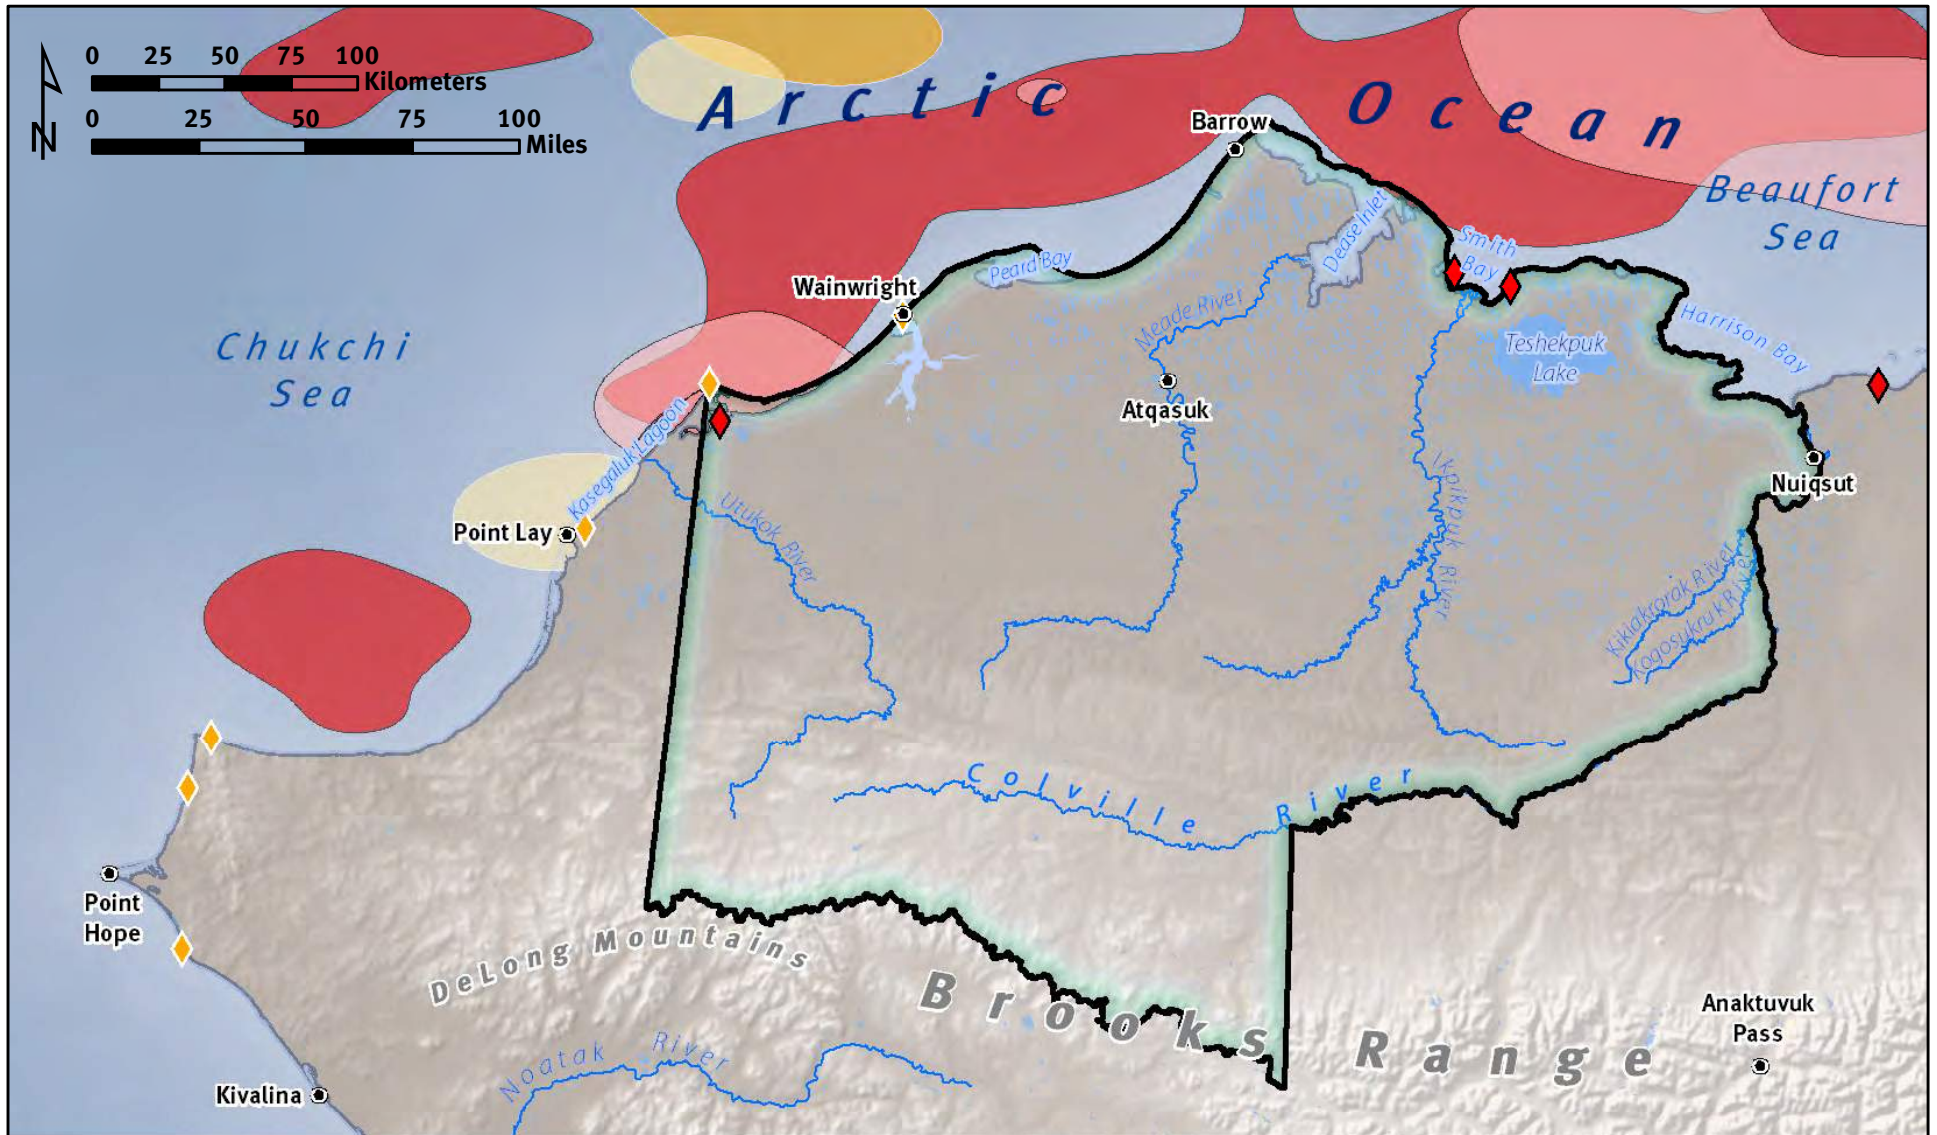 0 25 50 75 100
Kilometers
0 25 50 75 100
Miles
N
Arctic Ocean
Barrow
Beaufort
Sea
Dease Inlet
Smith
Bay
Peard Bay
Wainwright
Meade River
Harrison Bay
Chukchi
Sea
Teshekpuk
Lake
Atqasuk
Kasegaluk Lagoon
Ikpikpuk River
Nuiqsut
Utukok River
Point Lay
Kikiakrorak River
Kogosukruk River
Colville River
Point
Hope
DeLong Mountains
Brooks Range
Anaktuvuk
Pass
Noatak River
Kivalina